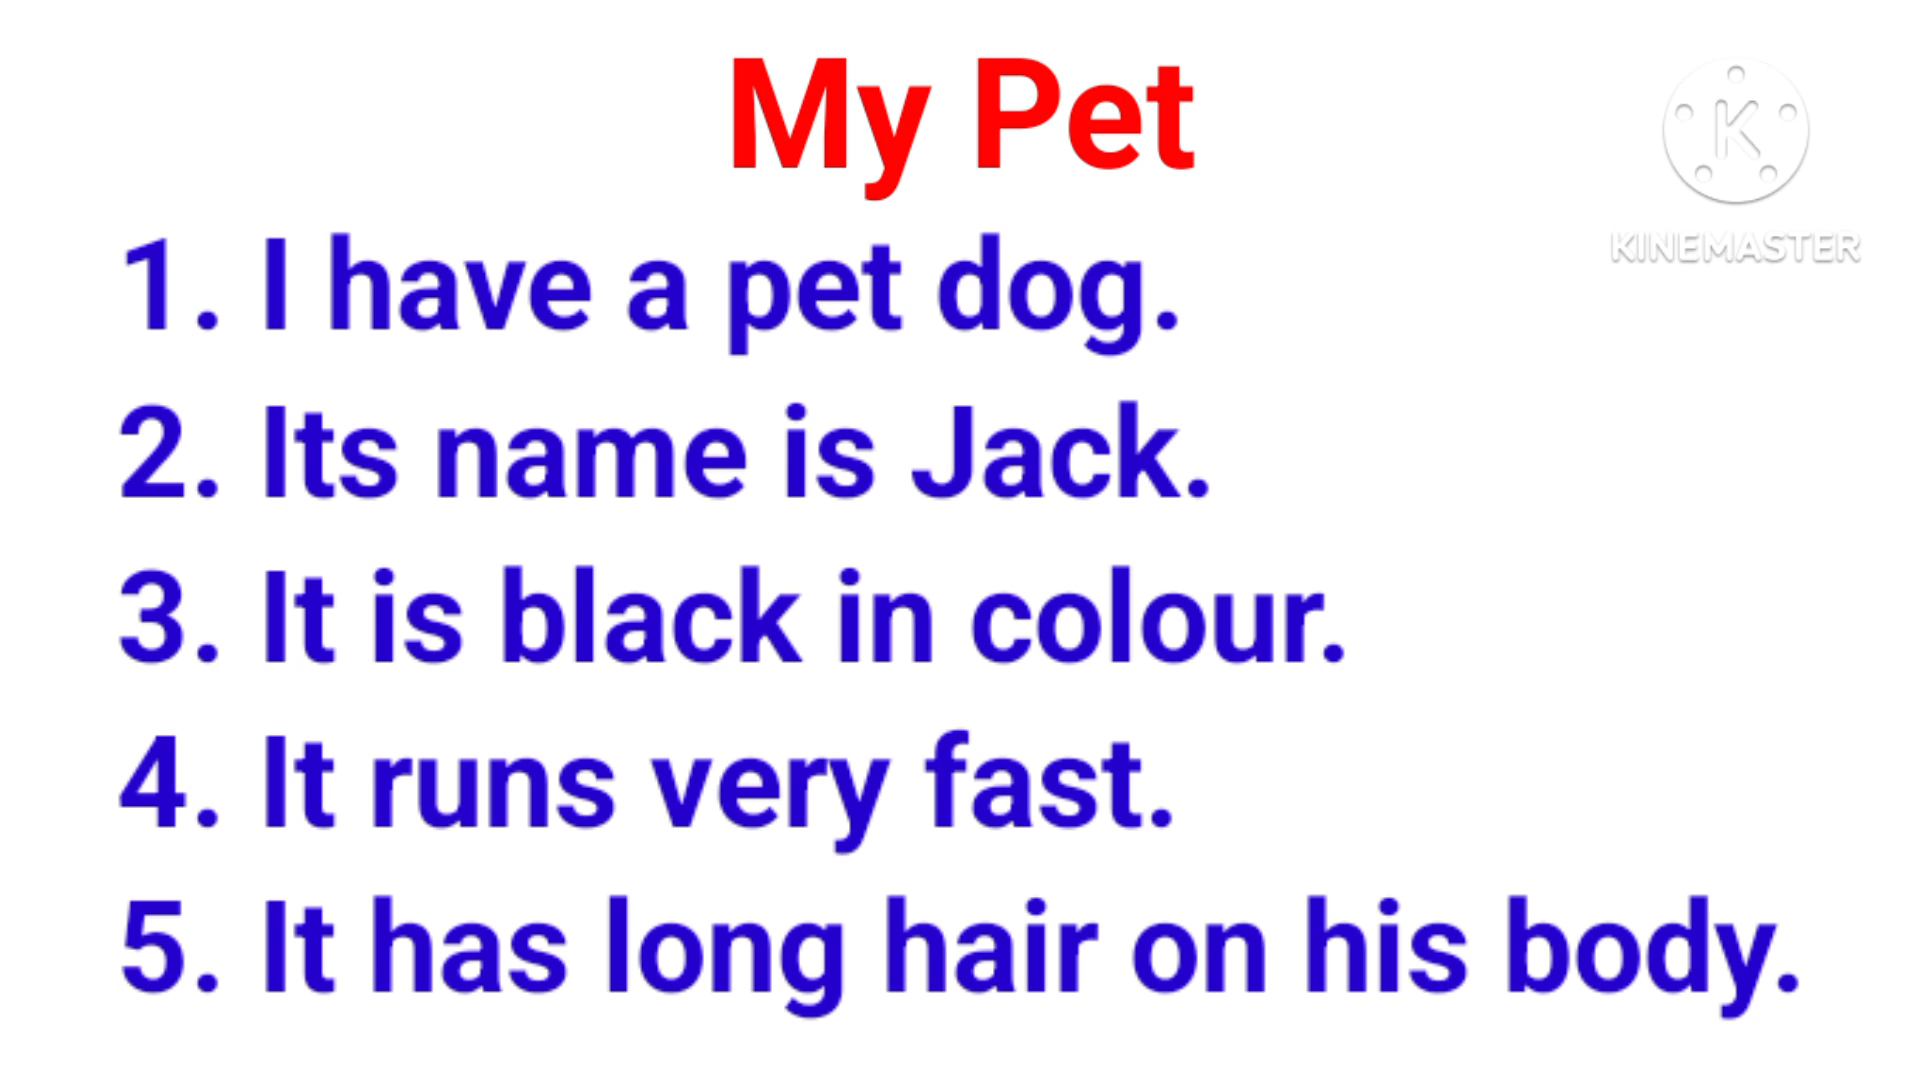 My Pet
K
KINEMASTER
1. I have a pet dog.
2. Its name is Jack.
3. It is black in colour.
4. It runs very fast.
5. It has long hair on his body.